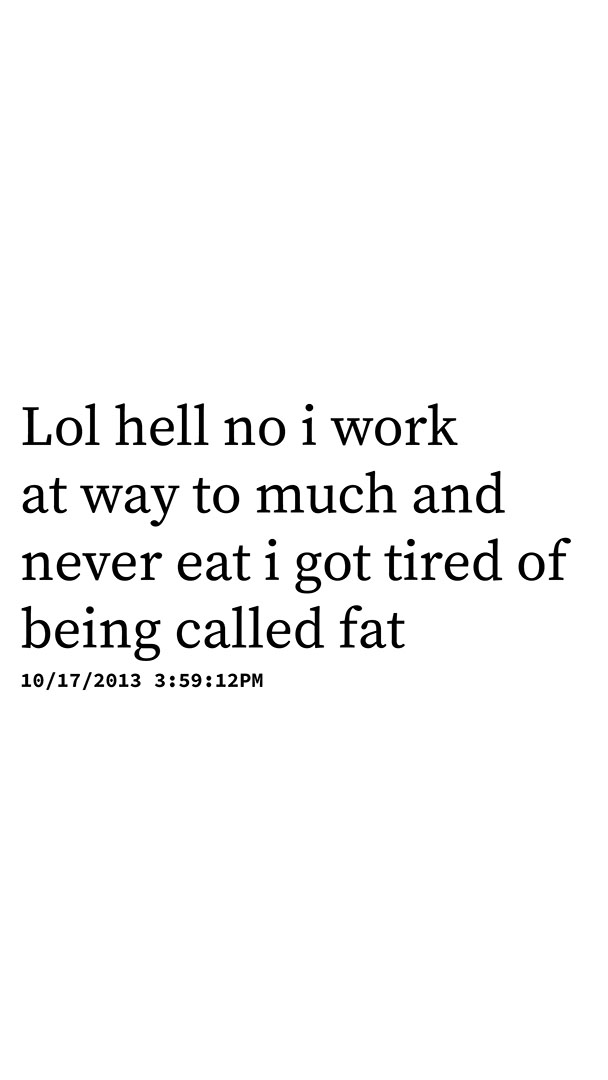 Lol hell no i work
at way to much and
never eat i got tired of
being called fat
10/17/2013 3:59:12PM